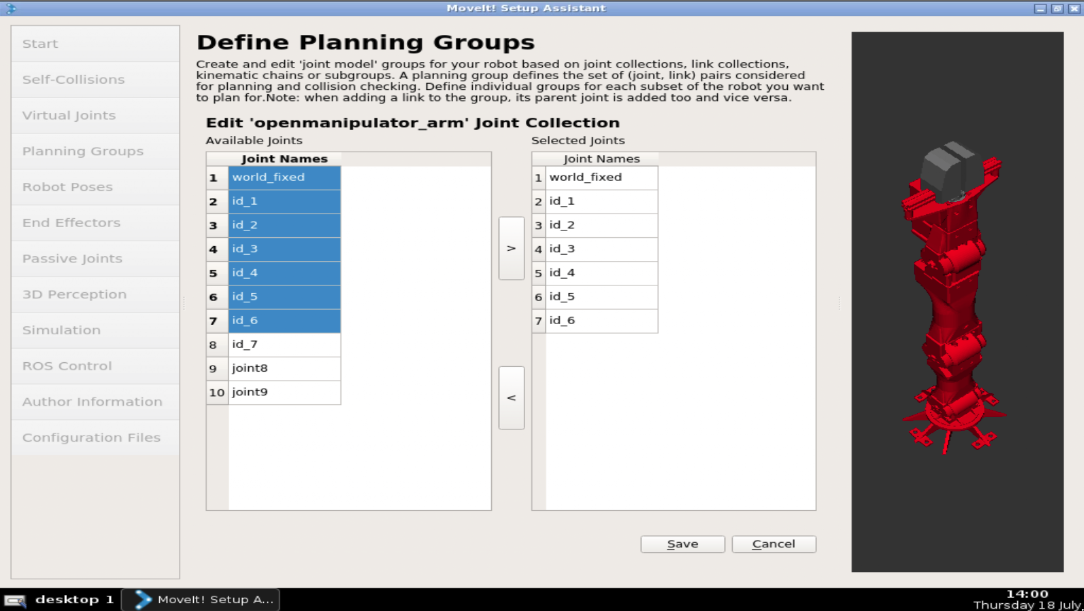 MoveIt! Setup Assistant
Start
Self-Collisions
Virtual Joints
Planning Groups
Robot Poses
End Effectors
Passive Joints
3D Perception
Simulation
ROS Control
Author Information
Configuration Files
Define Planning Groups
Create and edit 'joint model' groups for your robot based on joint collections, link collections,
kinematic chains or subgroups. A planning group defines the set of (joint, link) pairs considered
for planning and collision checking. Define individual groups for each subset of the robot you want
to plan for.Note: when adding a link to the group, its parent joint is added too and vice versa.
Edit 'openmanipulator_arm' Joint Collection
Available Joints
Joint Names
1 world_fixed
2 id_1
3 id_2
4 id_3
5 id_4
6 id_5
7 id_6
8 id_7
9 joint8
10 joint9
>
<
Selected Joints
Joint Names
1 world_fixed
2 id_1
3 id_2
4 id_3
5 id_4
6 id_5
7 id_6
Save
Cancel
desktop 1
MoveIt! Setup A...
14:00
Thursday 18 July